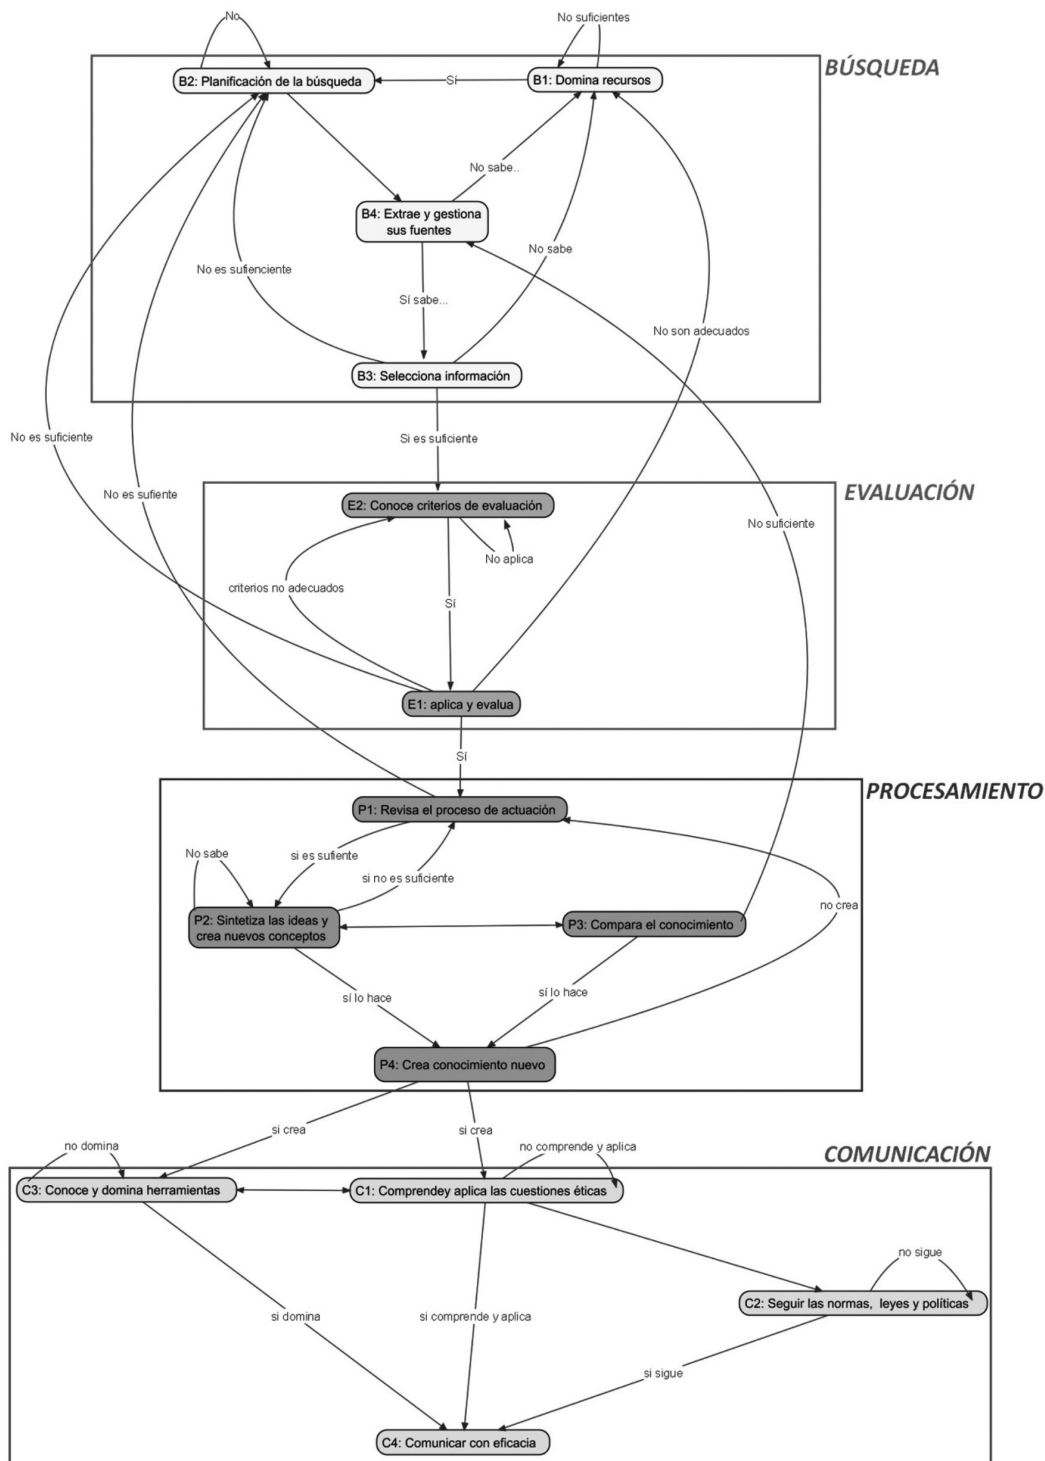 No
No suficientes
BÚSQUEDA
B2: Planificación de la búsqueda
Sí
B1: Domina recursos
No sabe..
B4: Extrae y gestiona
sus fuentes
No sabe
No es sufienciente
Sí sabe...
No son adecuados
B3: Selecciona información
No es suficiente
Si es suficiente
No es sufiente
EVALUACIÓN
E2: Conoce criterios de evaluación
No suficiente
No aplica
criterios no adecuados
Sí
E1: aplica y evalua
Sí
PROCESAMIENTO
P1: Revisa el proceso de actuación
No sabe
si es sufiente
si no es suficiente
no crea
P2: Sintetiza las ideas y
crea nuevos conceptos
P3: Compara el conocimiento
sí lo hace
sí lo hace
P4: Crea conocimiento nuevo
si crea
si crea
no domina
no comprende y aplica
COMUNICACIÓN
C3: Conoce y domina herramientas
C1: Comprendey aplica las cuestiones éticas
no sigue
C2: Seguir las normas, leyes y políticas
si domina
si comprende y aplica
si sigue
C4: Comunicar con eficacia